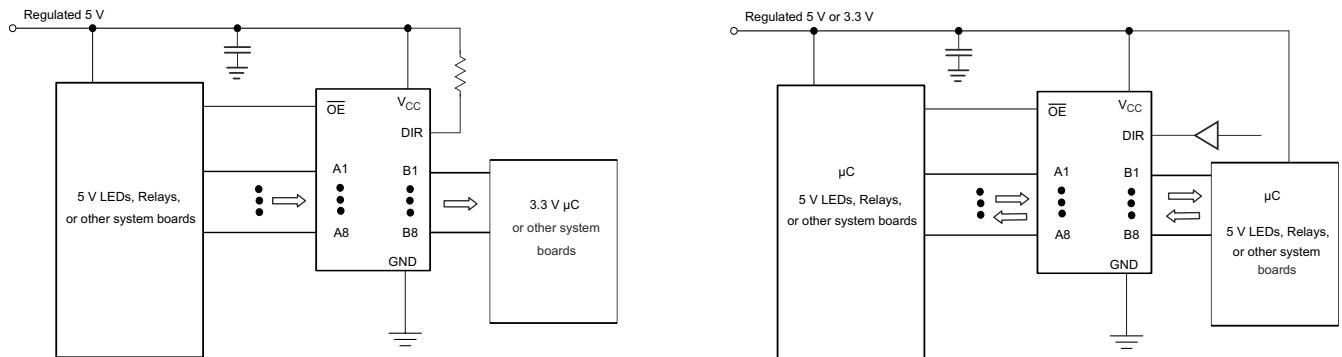 Regulated 5 V
OE
VCC
DIR
A1
B1
A8
B8
GND
5 V LEDs, Relays,
or other system boards
3.3 V µC
or other system
boards
Regulated 5 V or 3.3 V
OE
VCC
DIR
A1
B1
A8
B8
GND
µC
5 V LEDs, Relays,
or other system boards
µC
5 V LEDs, Relays,
or other system
boards